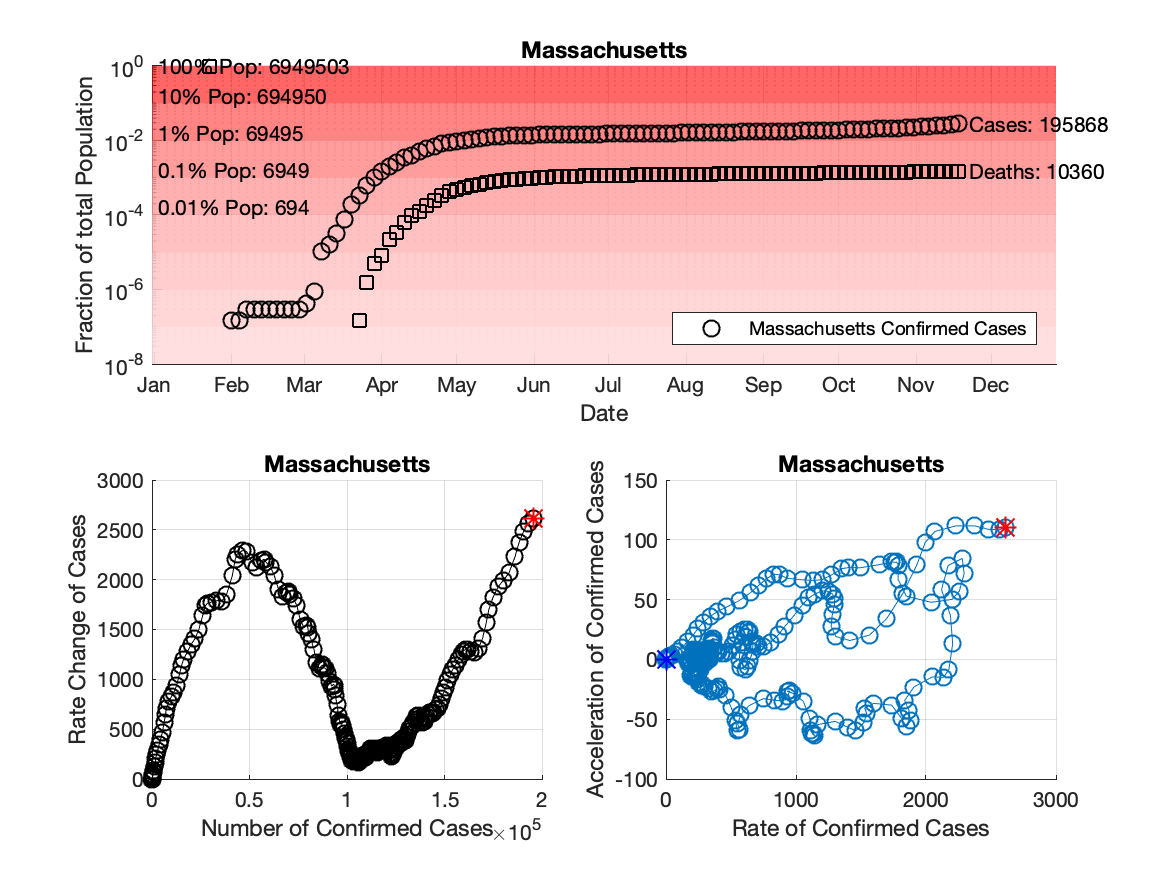 Massachusetts
Fraction of total Population
10^0
10^-2
10^-4
10^-6
10^-8
100% Pop: 6949503
10% Pop: 694950
1% Pop: 69495
0.1% Pop: 6949
0.01% Pop: 694
Cases: 195868
Deaths: 10360
Massachusetts Confirmed Cases
Jan Feb Mar Apr May Jun Jul Aug Sep Oct Nov Dec
Date
Massachusetts
Rate Change of Cases
3000
2500
2000
1500
1000
500
0
0 0.5 1 1.5 2
Number of Confirmed Cases ×10^5
Massachusetts
Acceleration of Confirmed Cases
150
100
50
0
-50
-100
0 1000 2000 3000
Rate of Confirmed Cases